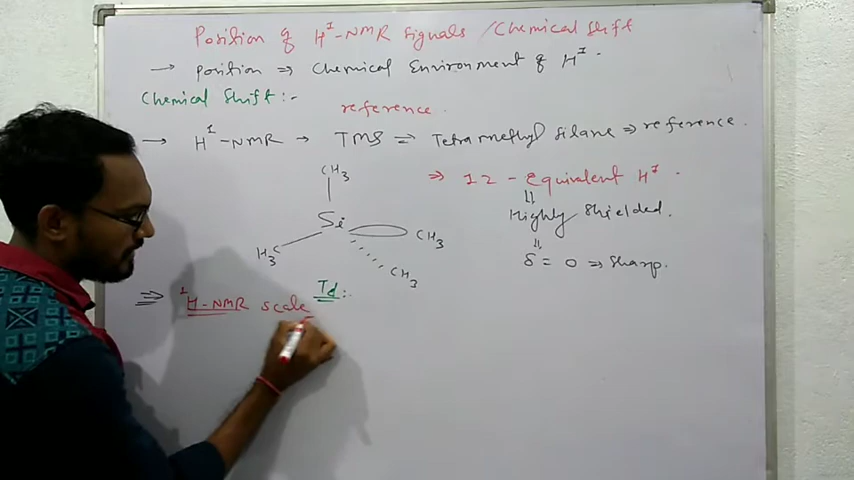 Position of H¹-NMR signals / Chemical Shift
→ Position ⇒ Chemical Environment of H¹.
Chemical Shift :-
reference.
→ H¹-NMR → TMS ⇒ Tetramethyl silane ⇒ reference.
CH₃
⇒ 12 - Equivalent H¹.
Si
Highly Shielded.
CH₃
H₃C
CH₃
δ = 0 ⇒ Sharp.
Td :
⇒ ¹H-NMR scale